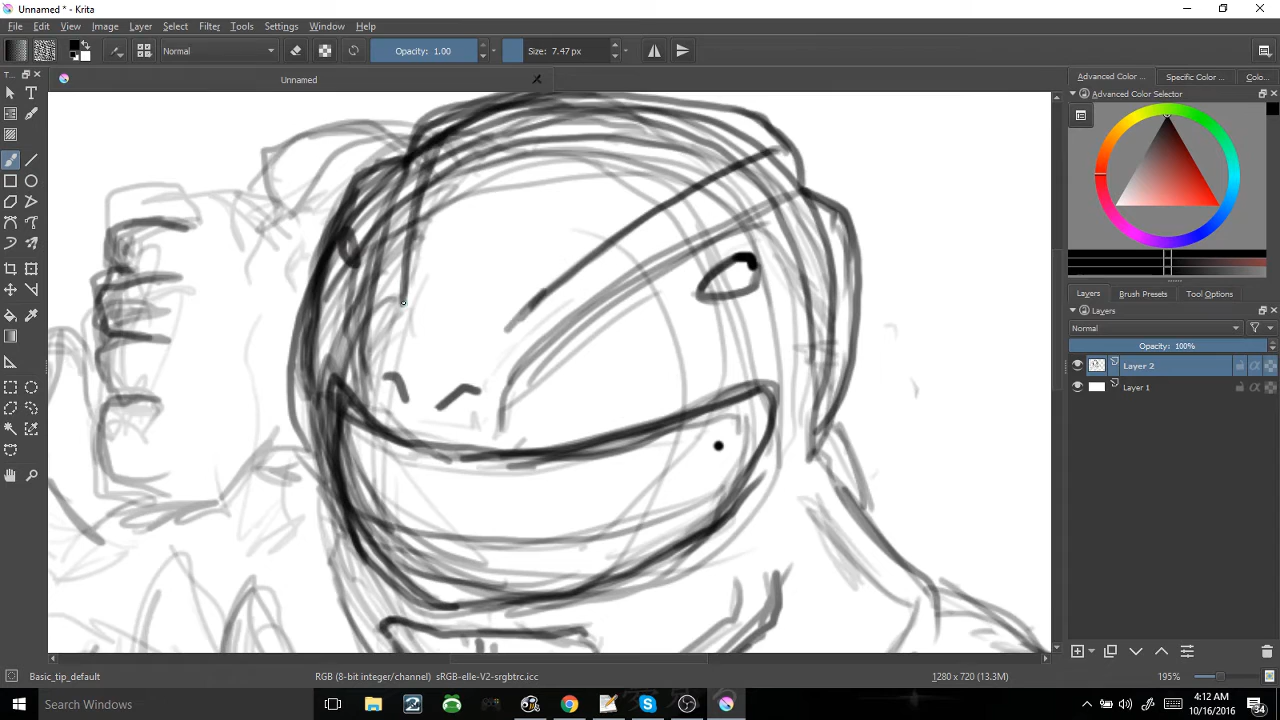 Unnamed * - Krita
File Edit View Image Layer Select Filter Tools Settings Window Help
Normal Opacity: 1.00 Size: 7.47 px
T... Unnamed
Advanced Color ... Specific Color ... Colo...
Advanced Color Selector
Layers Brush Presets Tool Options
Layers
Normal
Opacity: 100%
Layer 2
Layer 1
Basic_tip_default RGB (8-bit integer/channel) sRGB-elle-V2-srgbtrc.icc 1280 x 720 (13.3M) 195%
Search Windows
4:12 AM
10/16/2016
34